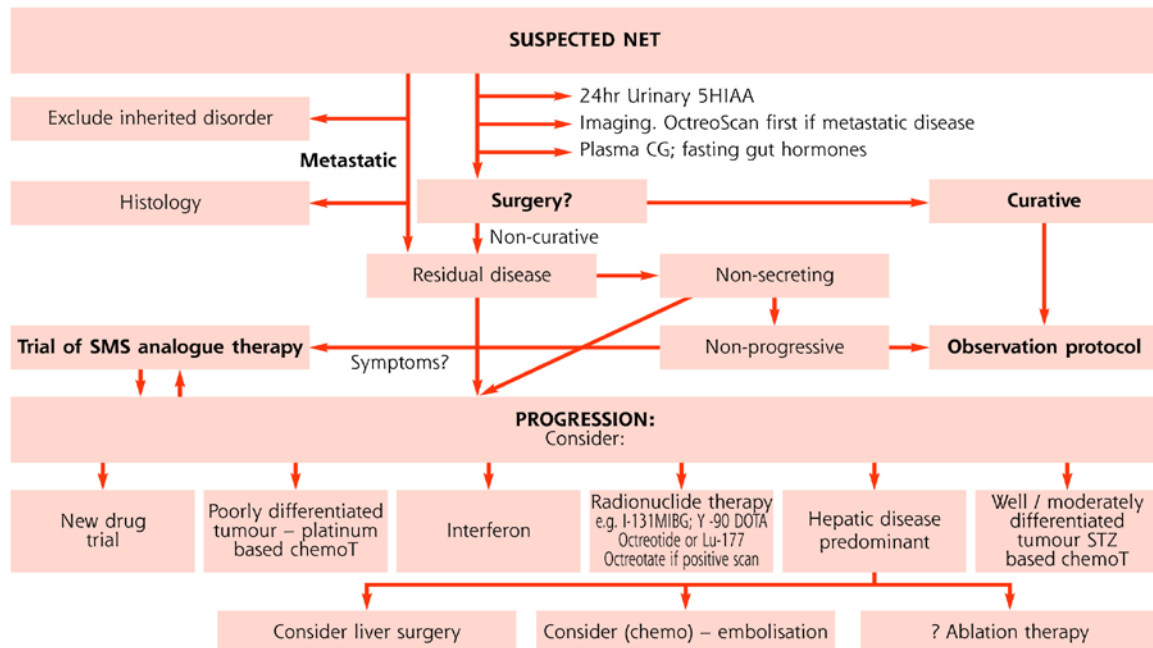 SUSPECTED NET
24hr Urinary 5HIAA
Exclude inherited disorder
Imaging. OctreoScan first if metastatic disease
Plasma CG; fasting gut hormones
Metastatic
Histology
Surgery?
Curative
Non-curative
Residual disease
Non-secreting
Trial of SMS analogue therapy
Symptoms?
Non-progressive
Observation protocol
PROGRESSION:
Consider:
New drug
trial
Poorly differentiated
tumour – platinum
based chemoT
Interferon
Radionuclide therapy
e.g. I-131MIBG; Y -90 DOTA
Octreotide or Lu-177
Octreotate if positive scan
Hepatic disease
predominant
Well / moderately
differentiated
tumour STZ
based chemoT
Consider liver surgery
Consider (chemo) – embolisation
? Ablation therapy